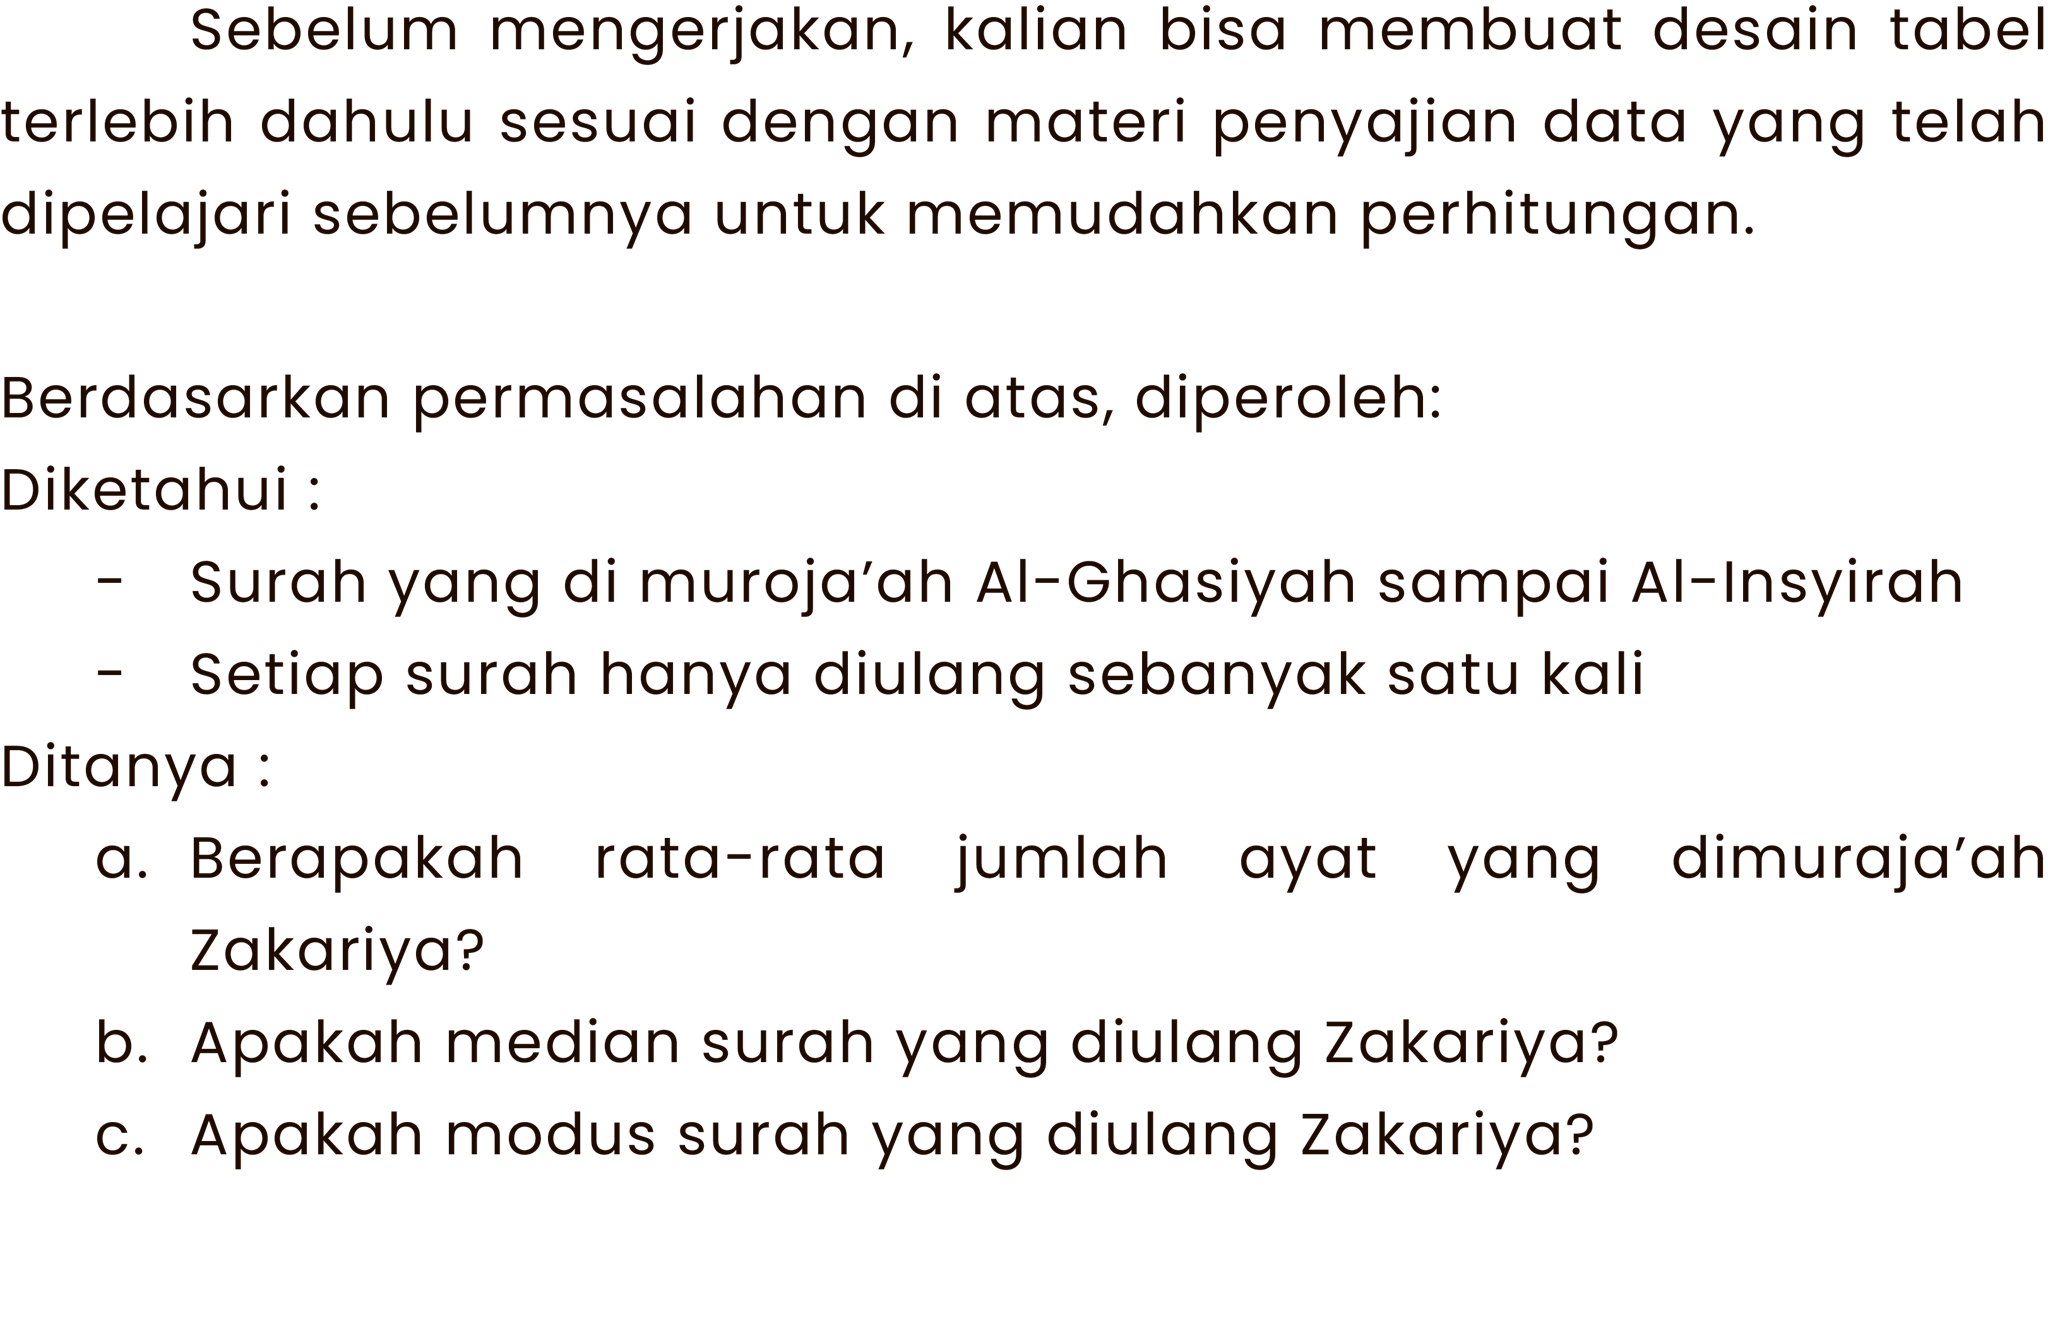 Sebelum mengerjakan, kalian bisa membuat desain tabel
terlebih dahulu sesuai dengan materi penyajian data yang telah
dipelajari sebelumnya untuk memudahkan perhitungan.
Berdasarkan permasalahan di atas, diperoleh:
Diketahui :
- Surah yang di muroja’ah Al-Ghasiyah sampai Al-Insyirah
- Setiap surah hanya diulang sebanyak satu kali
Ditanya :
a. Berapakah rata-rata jumlah ayat yang dimuraja’ah
Zakariya?
b. Apakah median surah yang diulang Zakariya?
c. Apakah modus surah yang diulang Zakariya?